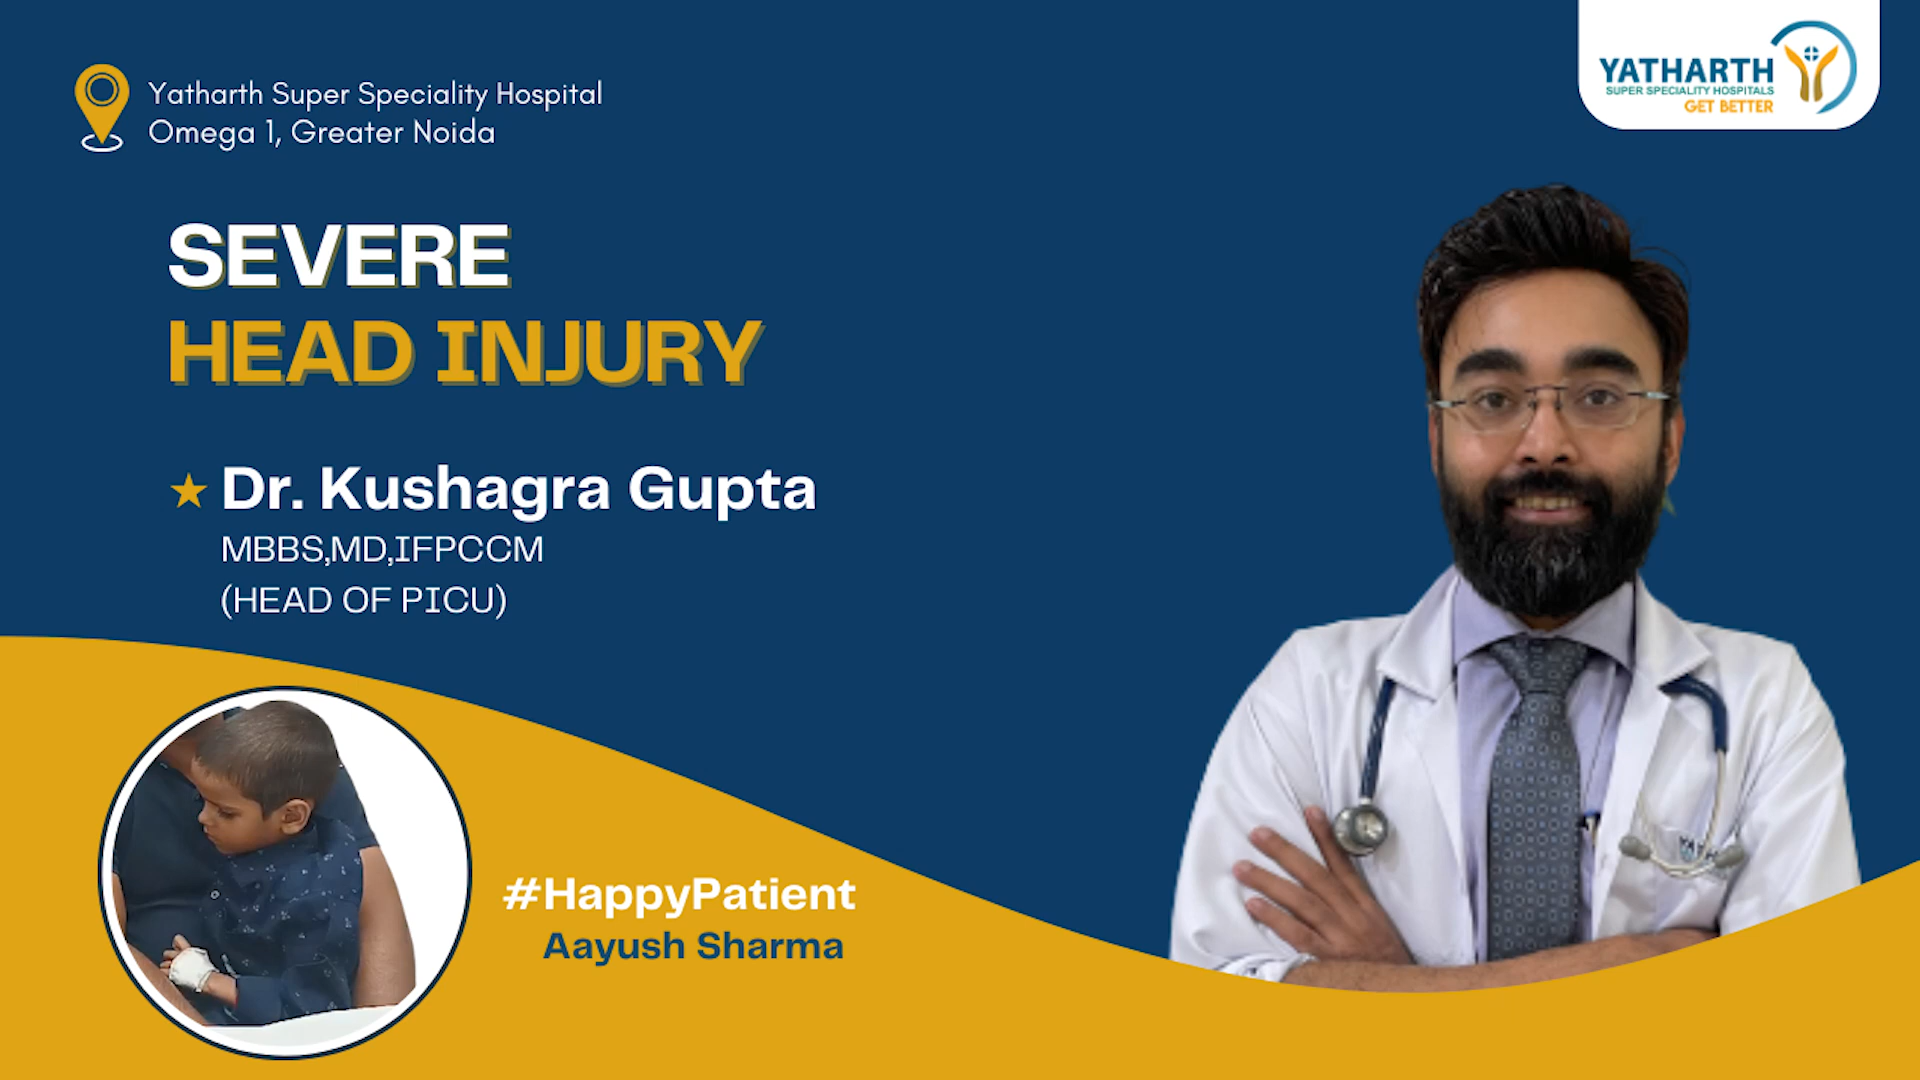 Yatharth Super Speciality Hospital
Omega 1, Greater Noida
YATHARTH
SUPER SPECIALITY HOSPITALS
GET BETTER
SEVERE
HEAD INJURY
Dr. Kushagra Gupta
MBBS,MD,IFPCCM
(HEAD OF PICU)
#HappyPatient
Aayush Sharma